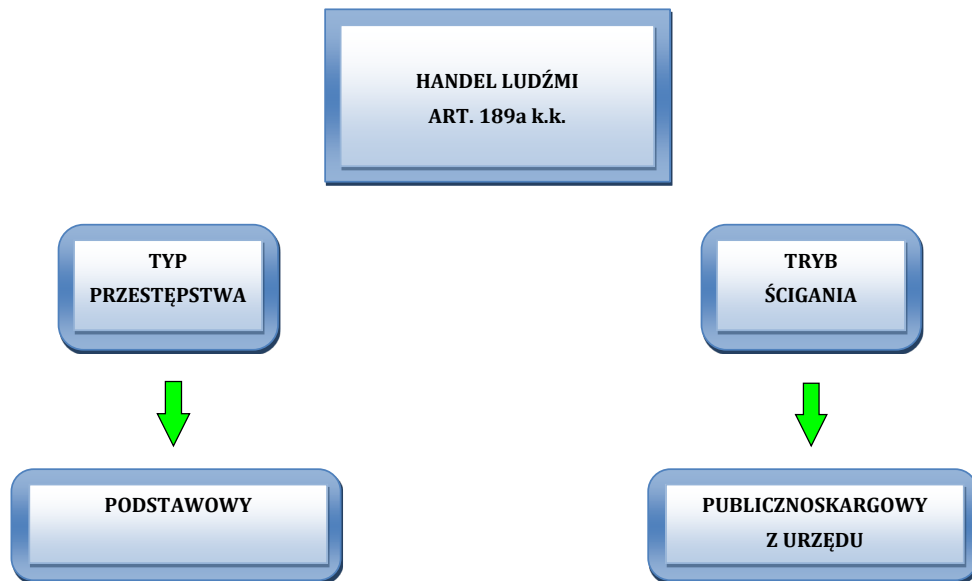 HANDEL LUDŹMI
ART. 189a k.k.
TYP
PRZESTĘPSTWA
TRYB
ŚCIGANIA
PODSTAWOWY
PUBLICZNOSKARGOWY
Z URZĘDU